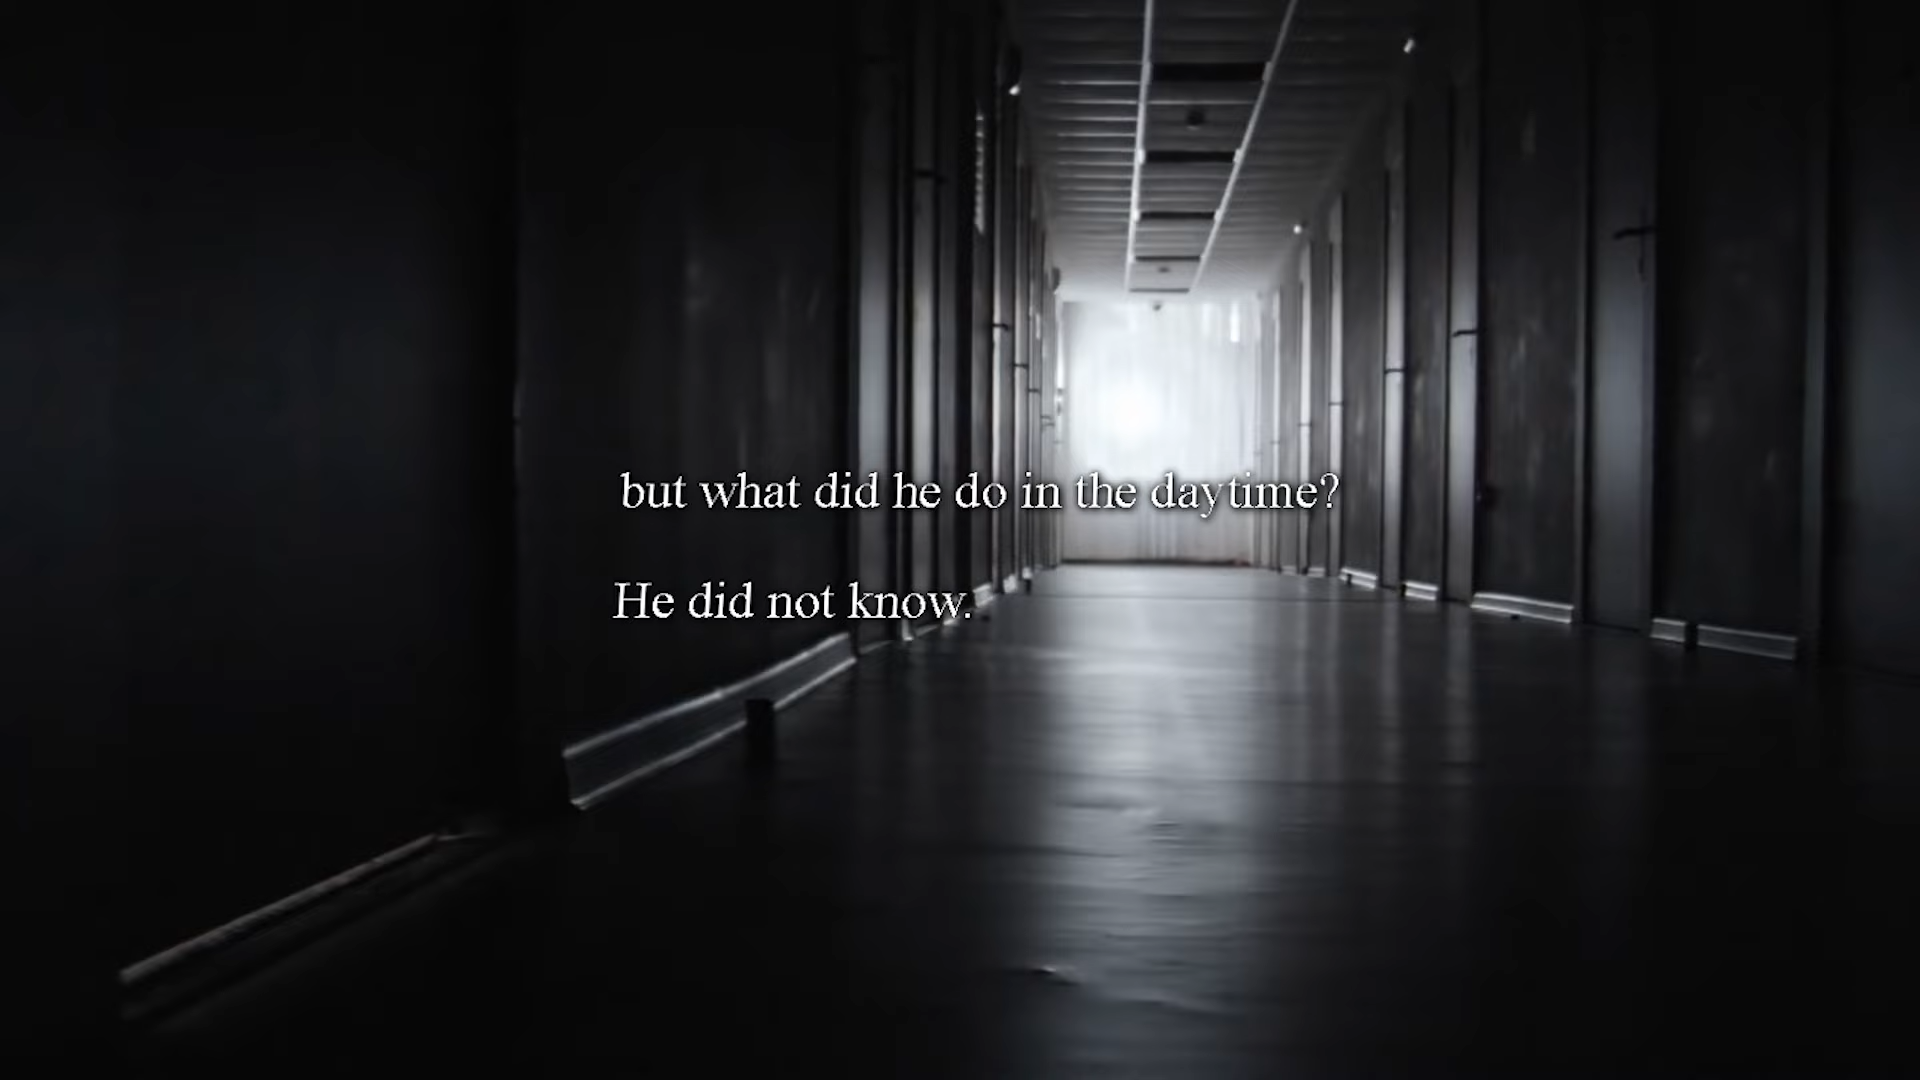 but what did he do in the daytime?
He did not know.